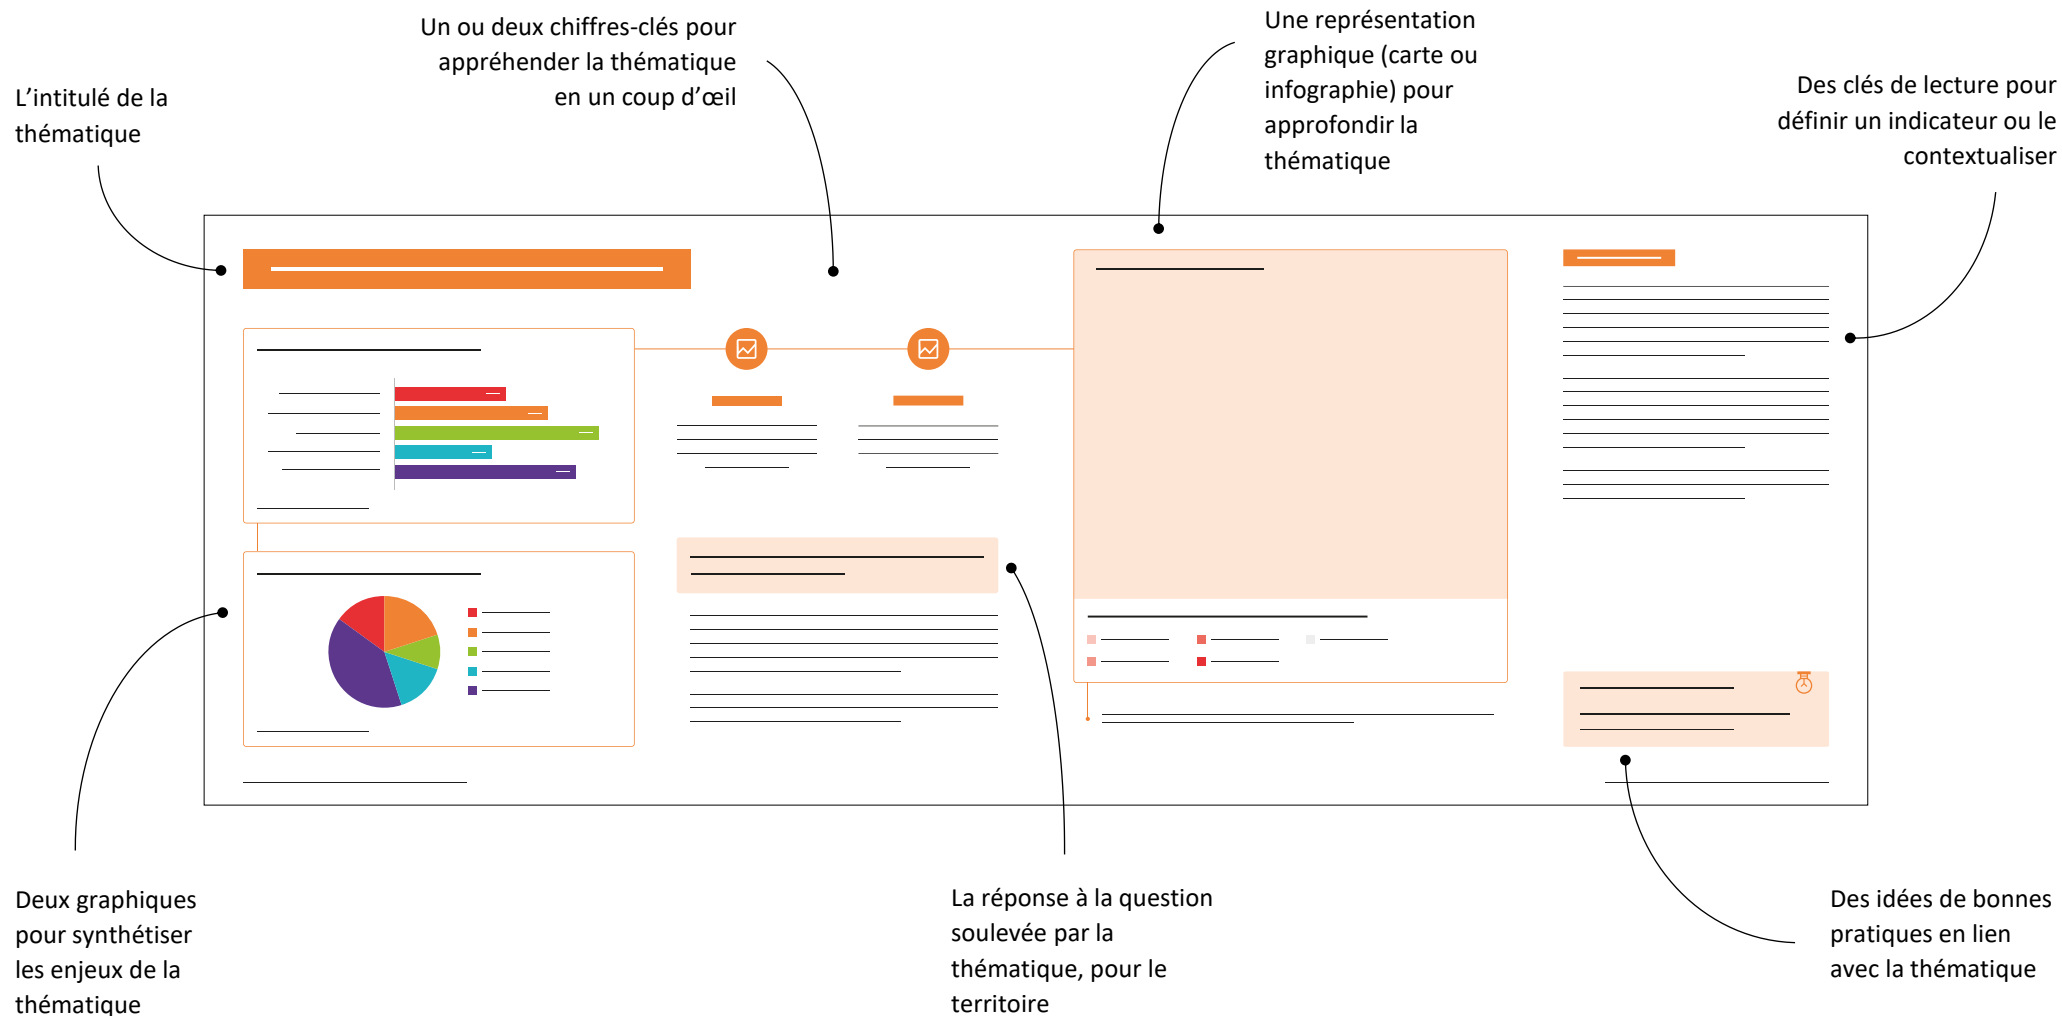 L’intitulé de la
thématique
Un ou deux chiffres-clés pour
appréhender la thématique
en un coup d’œil
Une représentation
graphique (carte ou
infographie) pour
approfondir la
thématique
Des clés de lecture pour
définir un indicateur ou le
contextualiser
Deux graphiques
pour synthétiser
les enjeux de la
thématique
La réponse à la question
soulevée par la
thématique, pour le
territoire
Des idées de bonnes
pratiques en lien
avec la thématique